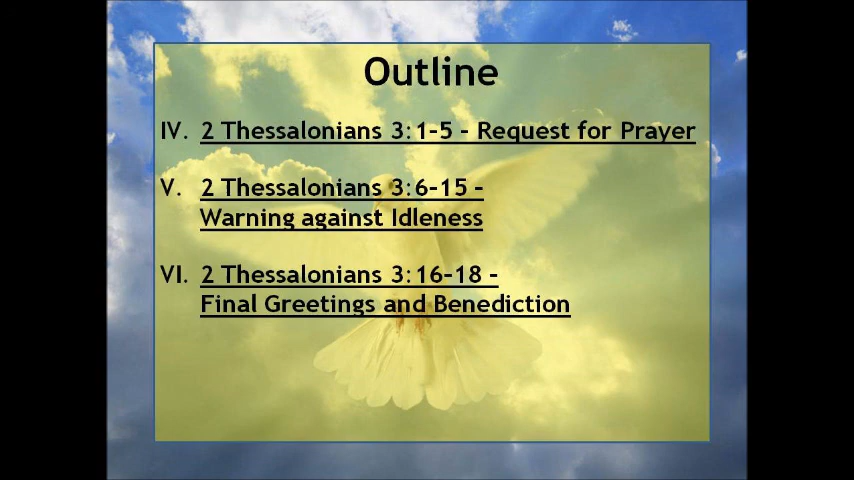 Outline
IV. 2 Thessalonians 3:1-5 - Request for Prayer
V. 2 Thessalonians 3:6-15 -
Warning against Idleness
VI. 2 Thessalonians 3:16-18 -
Final Greetings and Benediction